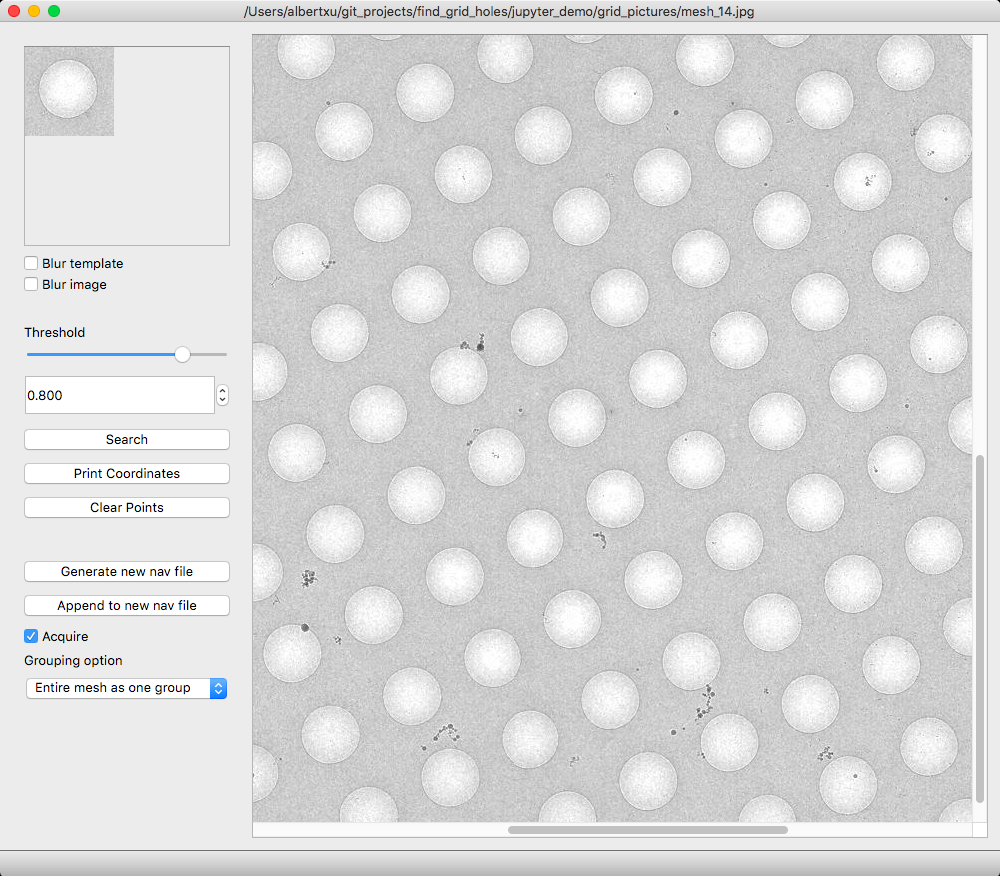 /Users/albertxu/git_projects/find_grid_holes/jupyter_demo/grid_pictures/mesh_14.jpg
Blur template
Blur image
Threshold
0.800
Search
Print Coordinates
Clear Points
Generate new nav file
Append to new nav file
Acquire
Grouping option
Entire mesh as one group